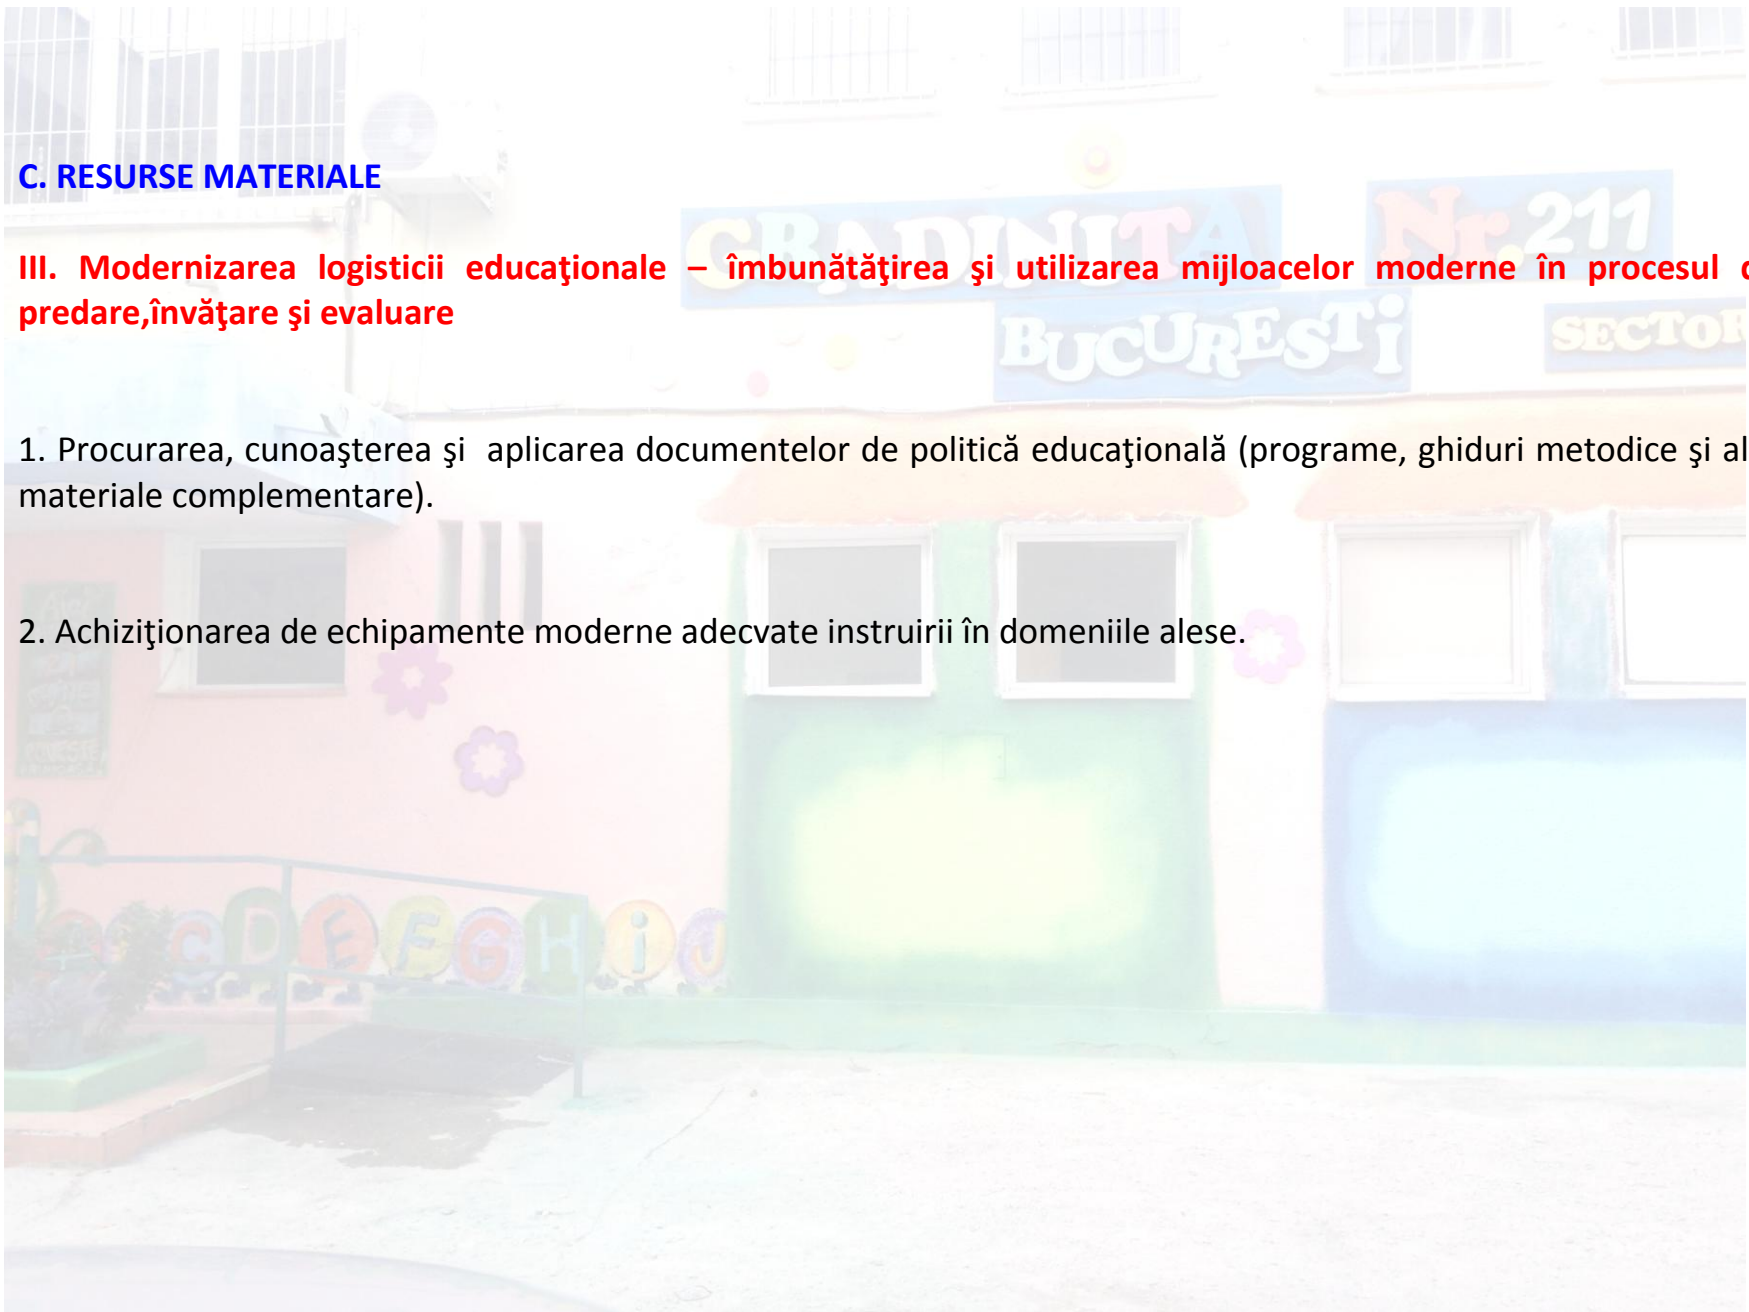 C. RESURSE MATERIALE
GRADINITA Nr. 211
III. Modernizarea logisticii educaţionale – îmbunătăţirea şi utilizarea mijloacelor moderne în procesul
predare,învăţare şi evaluare
BUCURESTi SECTOR
1. Procurarea, cunoaşterea şi aplicarea documentelor de politică educaţională (programe, ghiduri metodice şi
materiale complementare).
2. Achiziţionarea de echipamente moderne adecvate instruirii în domeniile alese.
C D E F G H i J